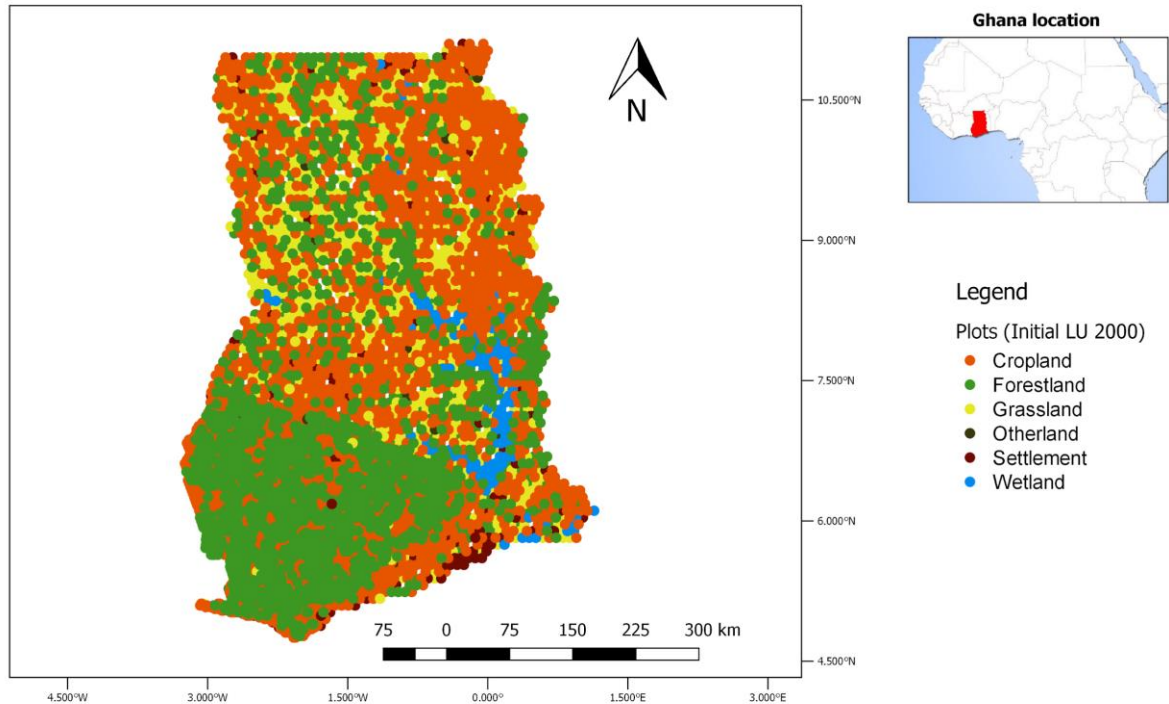 Ghana location
N
10.500°N
9.000°N
7.500°N
6.000°N
4.500°N
Legend
Plots (Initial LU 2000)
Cropland
Forestland
Grassland
Otherland
Settlement
Wetland
75 0 75 150 225 300 km
4.500°W 3.000°W 1.500°W 0.000° 1.500°E 3.000°E